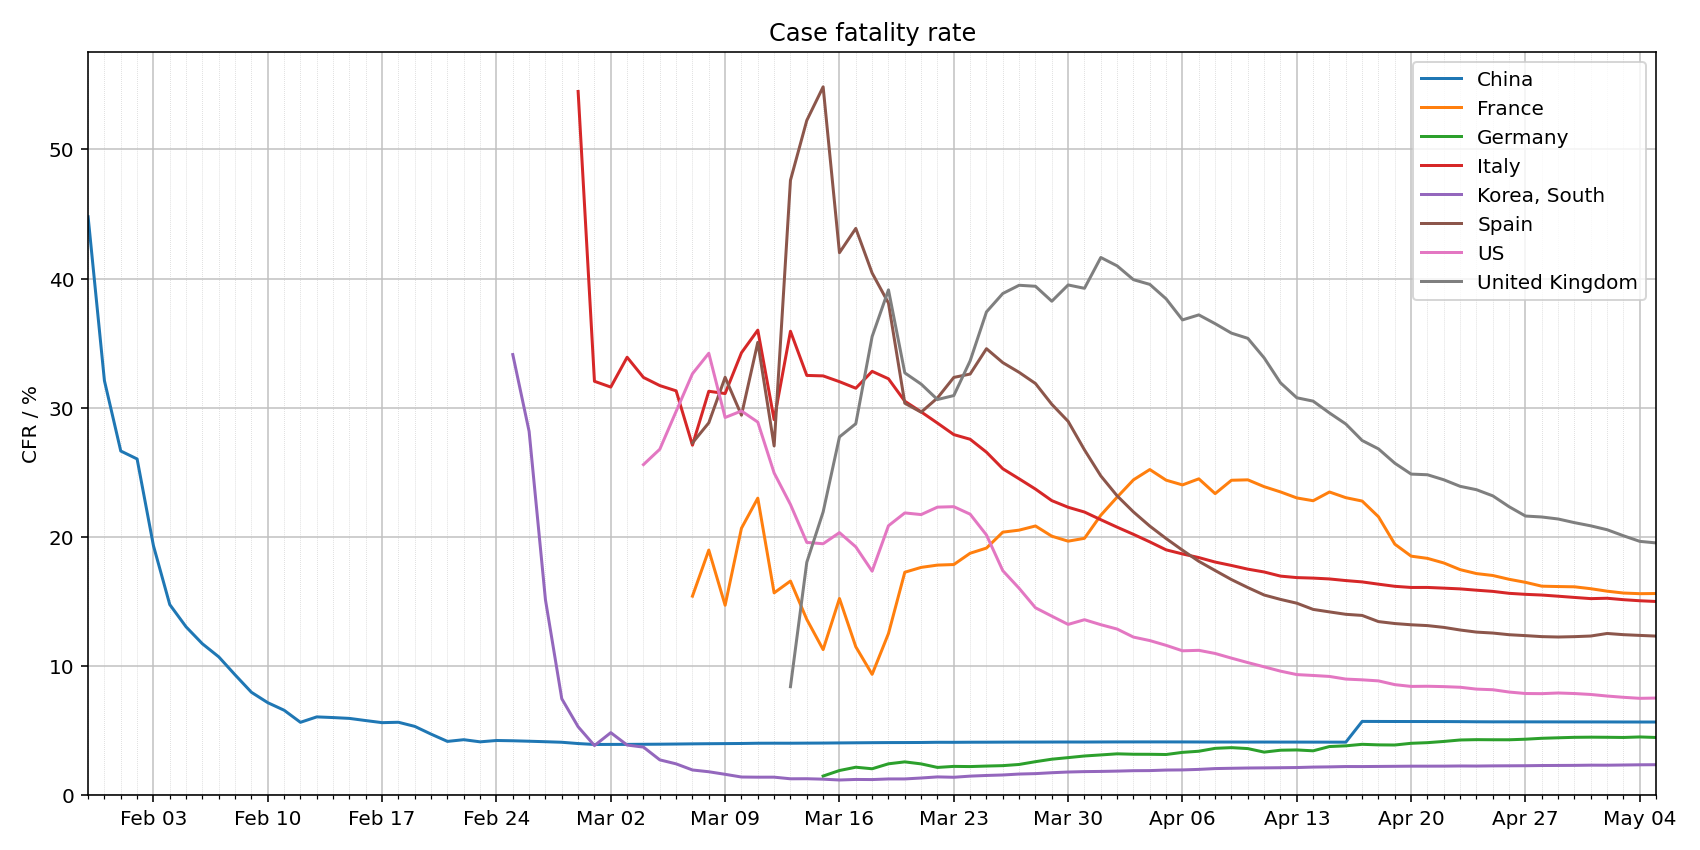 Case fatality rate
CFR / %
50
40
30
20
10
0
China
France
Germany
Italy
Korea, South
Spain
US
United Kingdom
Feb 03 Feb 10 Feb 17 Feb 24 Mar 02 Mar 09 Mar 16 Mar 23 Mar 30 Apr 06 Apr 13 Apr 20 Apr 27 May 04